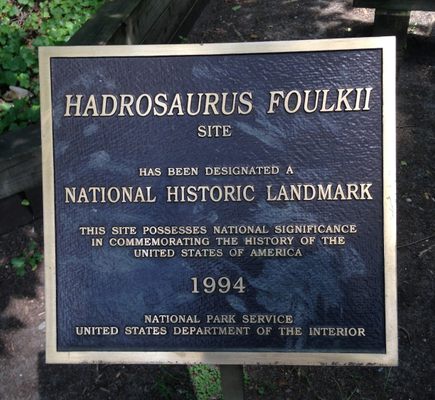 HADROSAURUS FOULKII
SITE
HAS BEEN DESIGNATED A
NATIONAL HISTORIC LANDMARK
THIS SITE POSSESSES NATIONAL SIGNIFICANCE
IN COMMEMORATING THE HISTORY OF THE
UNITED STATES OF AMERICA
1994
NATIONAL PARK SERVICE
UNITED STATES DEPARTMENT OF THE INTERIOR